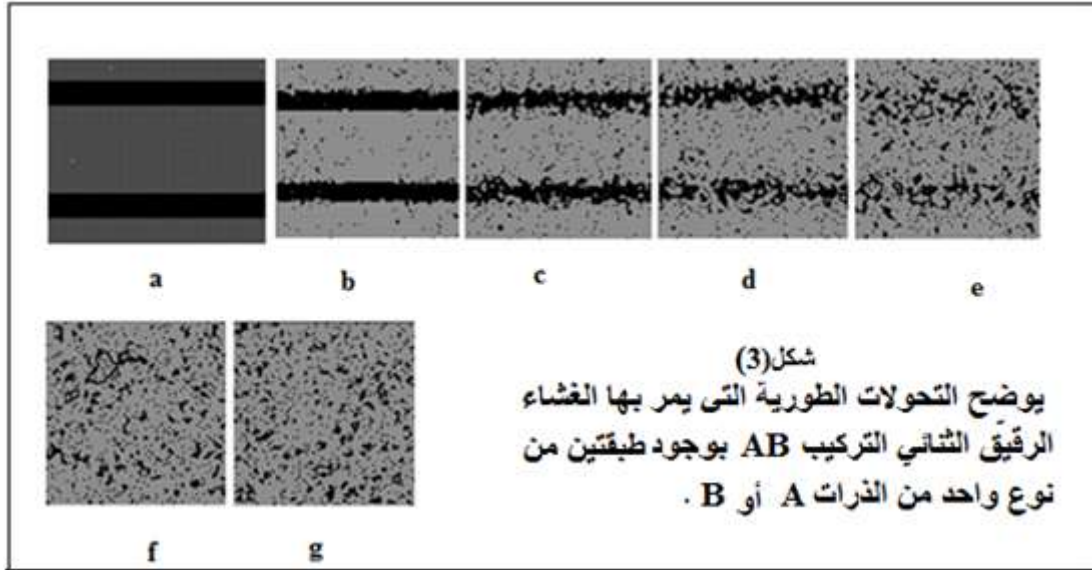 a
b
c
d
e
f
g
شكل(3)
يوضّح التحولات الطورية التى يمر بها الغشاء
الرقيق الثنائي التركيب AB بوجود طبقتين من
نوع واحد من الذرات A أو B .